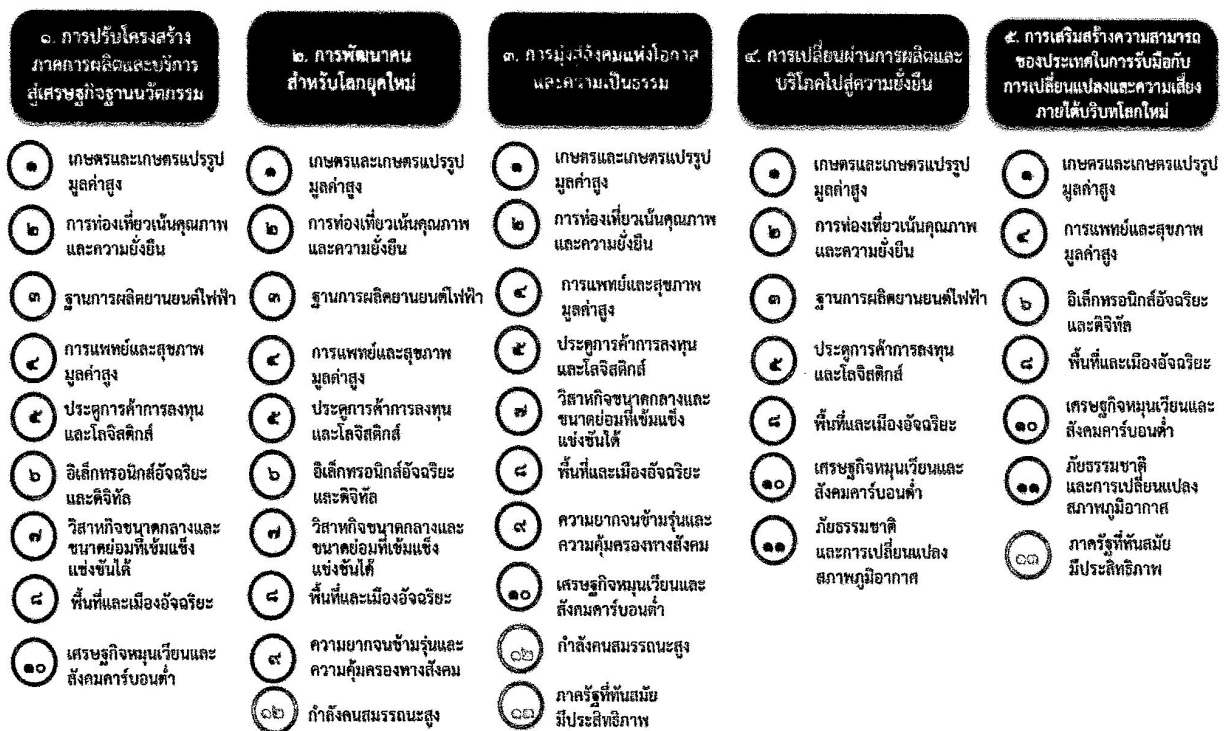 ๑. การปรับโครงสร้าง
ภาคการผลิตและบริการ
สู่เศรษฐกิจฐานนวัตกรรม
๑
เกษตรและเกษตรแปรรูป
มูลค่าสูง
๒
การท่องเที่ยวเน้นคุณภาพ
และความยั่งยืน
๓
ฐานการผลิตยานยนต์ไฟฟ้า
๔
การแพทย์และสุขภาพ
มูลค่าสูง
๕
ประตูการค้าการลงทุน
และโลจิสติกส์
๖
อิเล็กทรอนิกส์อัจฉริยะ
และดิจิทัล
๗
วิสาหกิจขนาดกลางและ
ขนาดย่อมที่เข้มแข็ง
แข่งขันได้
๘
พื้นที่และเมืองอัจฉริยะ
๑๐
เศรษฐกิจหมุนเวียนและ
สังคมคาร์บอนต่ำ
๒. การพัฒนาคน
สำหรับโลกยุคใหม่
๑
เกษตรและเกษตรแปรรูป
มูลค่าสูง
๒
การท่องเที่ยวเน้นคุณภาพ
และความยั่งยืน
๓
ฐานการผลิตยานยนต์ไฟฟ้า
๔
การแพทย์และสุขภาพ
มูลค่าสูง
๕
ประตูการค้าการลงทุน
และโลจิสติกส์
๖
อิเล็กทรอนิกส์อัจฉริยะ
และดิจิทัล
๗
วิสาหกิจขนาดกลางและ
ขนาดย่อมที่เข้มแข็ง
แข่งขันได้
๘
พื้นที่และเมืองอัจฉริยะ
๙
ความยากจนข้ามรุ่นและ
ความคุ้มครองทางสังคม
๑๒
กำลังคนสมรรถนะสูง
๓. การมุ่งสู่สังคมแห่งโอกาส
และความเป็นธรรม
๑
เกษตรและเกษตรแปรรูป
มูลค่าสูง
๒
การท่องเที่ยวเน้นคุณภาพ
และความยั่งยืน
๔
การแพทย์และสุขภาพ
มูลค่าสูง
๕
ประตูการค้าการลงทุน
และโลจิสติกส์
๗
วิสาหกิจขนาดกลางและ
ขนาดย่อมที่เข้มแข็ง
แข่งขันได้
๘
พื้นที่และเมืองอัจฉริยะ
๙
ความยากจนข้ามรุ่นและ
ความคุ้มครองทางสังคม
๑๐
เศรษฐกิจหมุนเวียนและ
สังคมคาร์บอนต่ำ
๑๒
กำลังคนสมรรถนะสูง
๑๓
ภาครัฐที่ทันสมัย
มีประสิทธิภาพ
๔. การเปลี่ยนผ่านการผลิตและ
บริโภคไปสู่ความยั่งยืน
๑
เกษตรและเกษตรแปรรูป
มูลค่าสูง
๒
การท่องเที่ยวเน้นคุณภาพ
และความยั่งยืน
๓
ฐานการผลิตยานยนต์ไฟฟ้า
๕
ประตูการค้าการลงทุน
และโลจิสติกส์
๘
พื้นที่และเมืองอัจฉริยะ
๑๐
เศรษฐกิจหมุนเวียนและ
สังคมคาร์บอนต่ำ
๑๑
ภัยธรรมชาติ
และการเปลี่ยนแปลง
สภาพภูมิอากาศ
๕. การเสริมสร้างความสามารถ
ของประเทศในการรับมือกับ
การเปลี่ยนแปลงและความเสี่ยง
ภายใต้บริบทโลกใหม่
๑
เกษตรและเกษตรแปรรูป
มูลค่าสูง
๔
การแพทย์และสุขภาพ
มูลค่าสูง
๖
อิเล็กทรอนิกส์อัจฉริยะ
และดิจิทัล
๘
พื้นที่และเมืองอัจฉริยะ
๑๐
เศรษฐกิจหมุนเวียนและ
สังคมคาร์บอนต่ำ
๑๑
ภัยธรรมชาติ
และการเปลี่ยนแปลง
สภาพภูมิอากาศ
๑๓
ภาครัฐที่ทันสมัย
มีประสิทธิภาพ